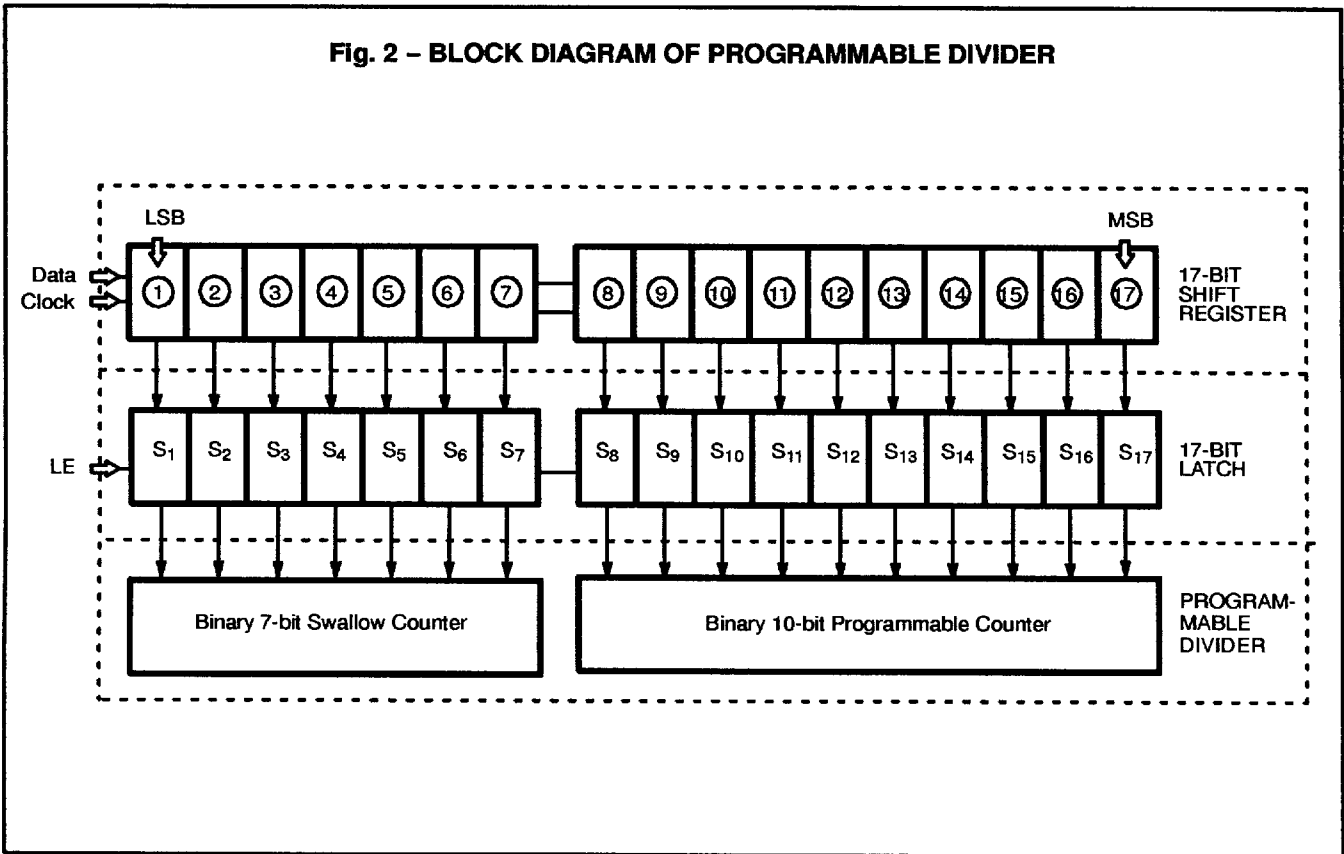 Fig. 2 – BLOCK DIAGRAM OF PROGRAMMABLE DIVIDER
LSB
MSB
Data
Clock
1 2 3 4 5 6 7 8 9 10 11 12 13 14 15 16 17
17-BIT
SHIFT
REGISTER
LE
S1 S2 S3 S4 S5 S6 S7 S8 S9 S10 S11 S12 S13 S14 S15 S16 S17
17-BIT
LATCH
Binary 7-bit Swallow Counter
Binary 10-bit Programmable Counter
PROGRAM-
MABLE
DIVIDER